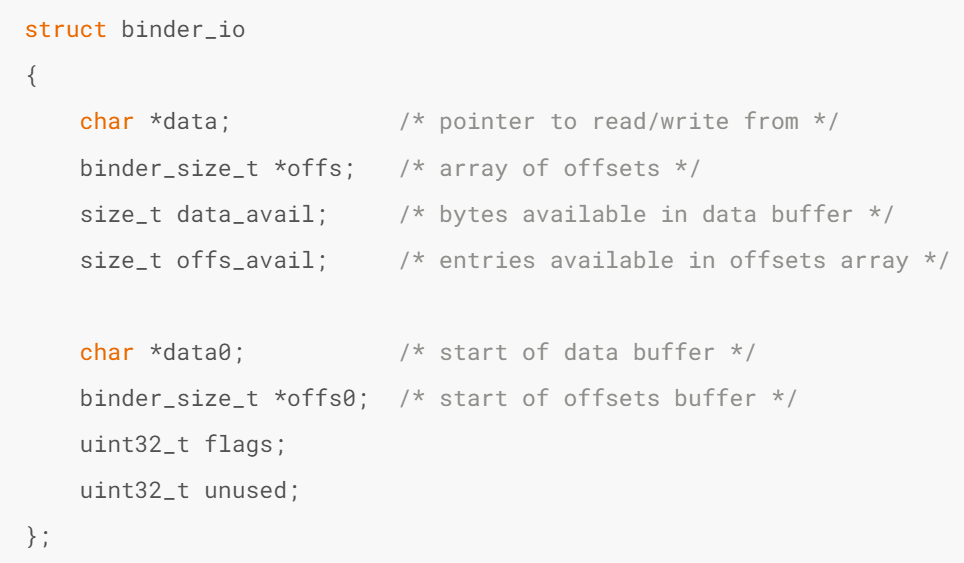 struct binder_io
{
    char *data;            /* pointer to read/write from */
    binder_size_t *offs;   /* array of offsets */
    size_t data_avail;     /* bytes available in data buffer */
    size_t offs_avail;     /* entries available in offsets array */

    char *data0;           /* start of data buffer */
    binder_size_t *offs0;  /* start of offsets buffer */
    uint32_t flags;
    uint32_t unused;
};